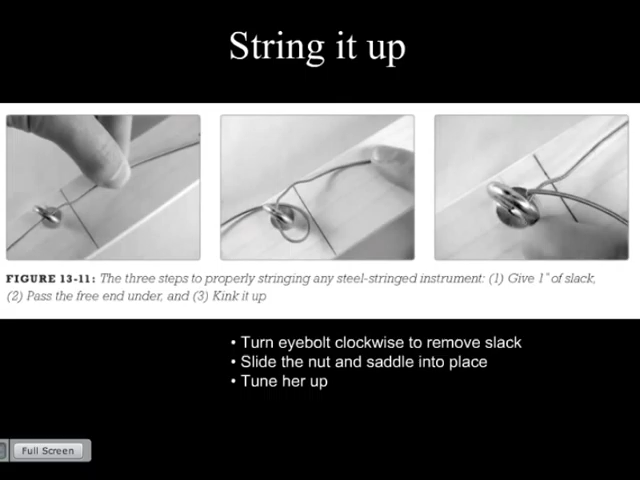 String it up
FIGURE 13-11: The three steps to properly stringing any steel-stringed instrument: (1) Give 1" of slack,
(2) Pass the free end under, and (3) Kink it up
• Turn eyebolt clockwise to remove slack
• Slide the nut and saddle into place
• Tune her up
Full Screen